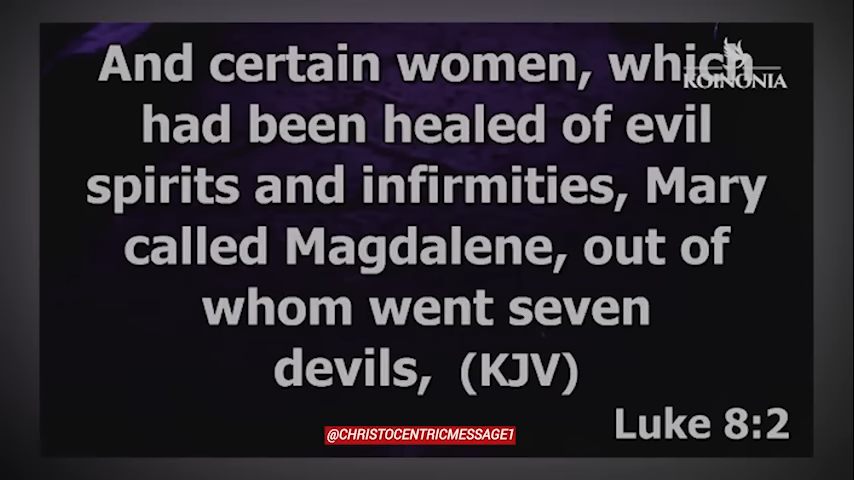 And certain women, which
KOINONIA
had been healed of evil
spirits and infirmities, Mary
called Magdalene, out of
whom went seven
devils, (KJV)
Luke 8:2
@CHRISTOCENTRICMESSAGE1